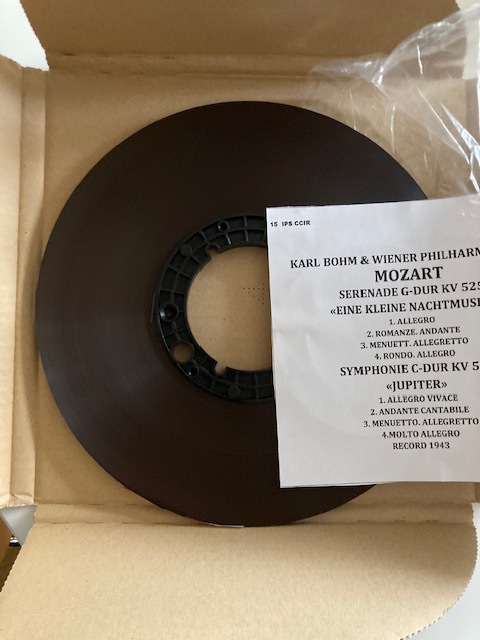 15 IPS CCIR
KARL BOHM & WIENER PHILHARM
MOZART
SERENADE G-DUR KV 525
«EINE KLEINE NACHTMUSI
1. ALLEGRO
2. ROMANZE. ANDANTE
3. MENUETT. ALLEGRETTO
4. RONDO. ALLEGRO
SYMPHONIE C-DUR KV 5
«JUPITER»
1. ALLEGRO VIVACE
2. ANDANTE CANTABILE
3. MENUETTO. ALLEGRETTO
4.MOLTO ALLEGRO
RECORD 1943